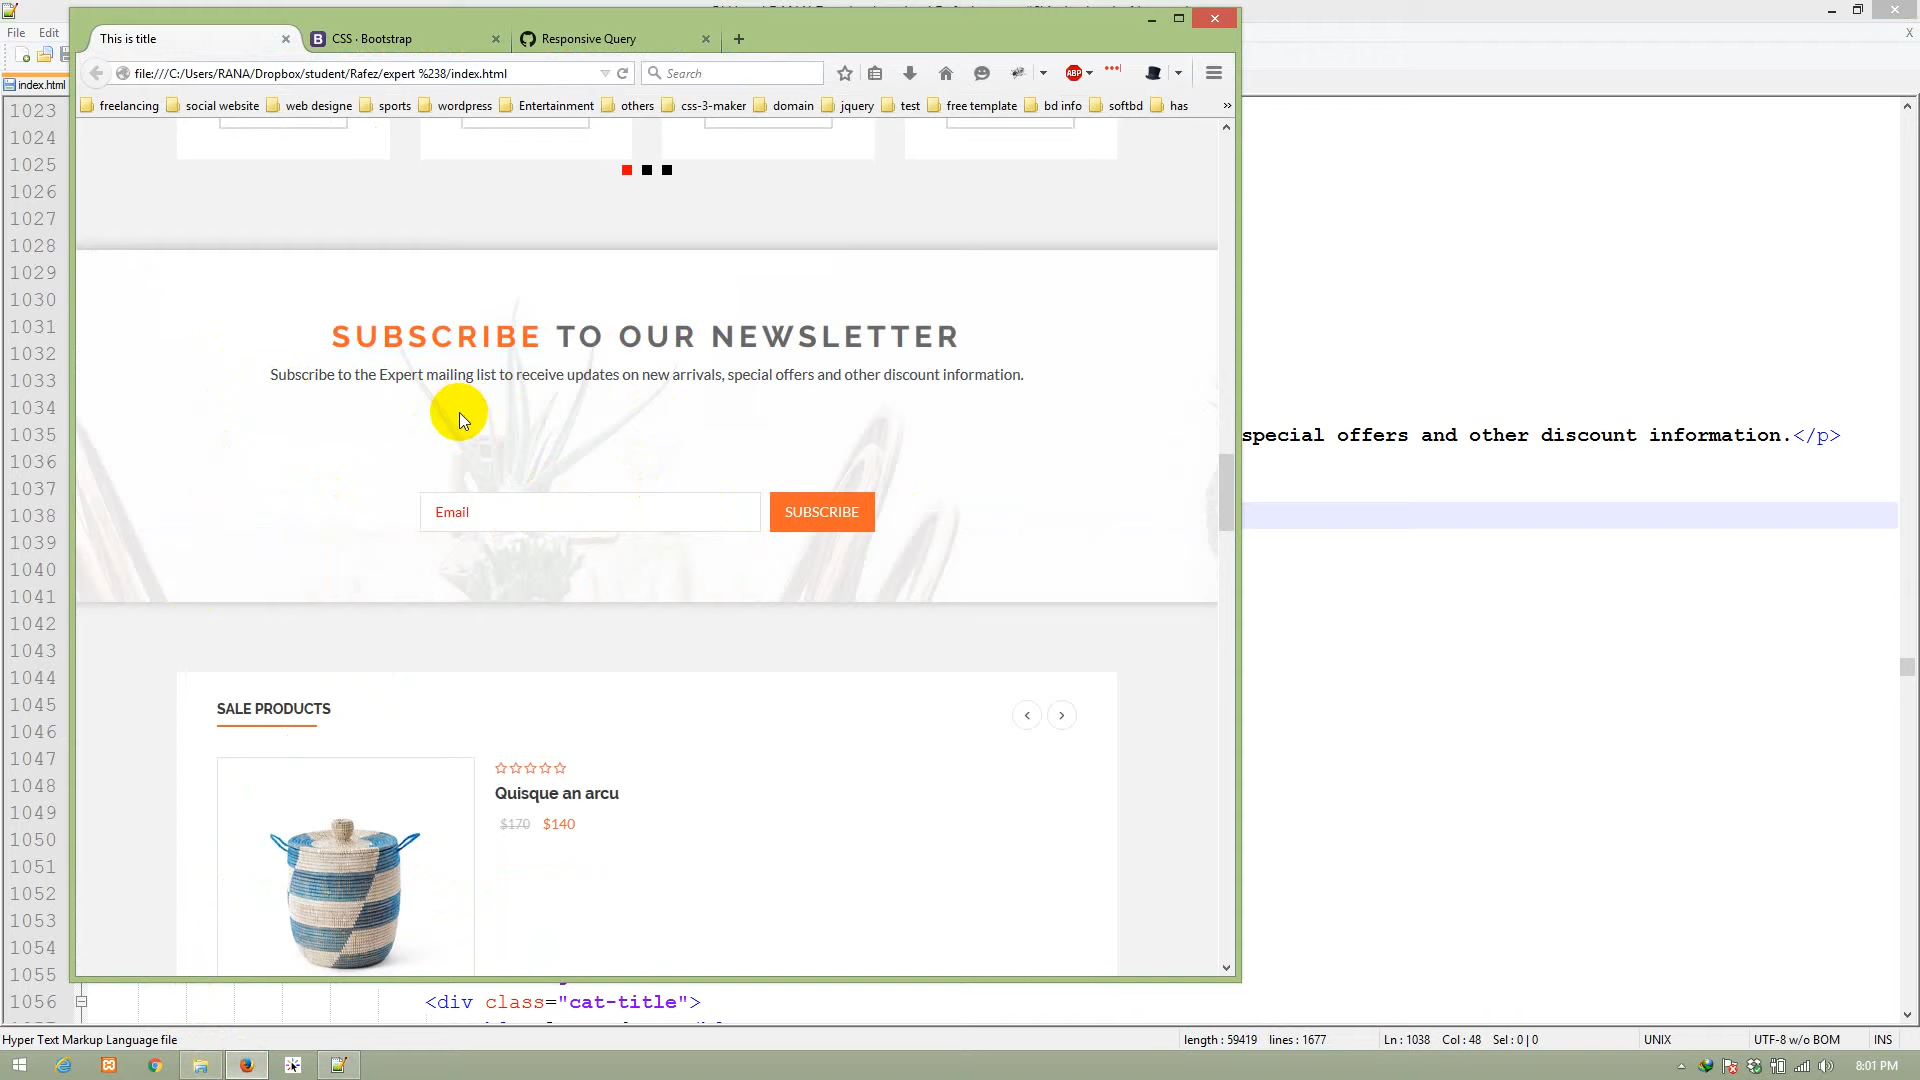 File Edit
This is title
CSS · Bootstrap
Responsive Query
X
file:///C:/Users/RANA/Dropbox/student/Rafez/expert %238/index.html
Search
ABP
index.html
freelancing social website web designe sports wordpress Entertainment others css-3-maker domain jquery test free template bd info softbd has »
1023
1024
1025
1026
1027
1028
1029
1030
1031
SUBSCRIBE TO OUR NEWSLETTER
1032
1033
Subscribe to the Expert mailing list to receive updates on new arrivals, special offers and other discount information.
1034
1035
special offers and other discount information.</p>
1036
1037
1038
Email
SUBSCRIBE
1039
1040
1041
1042
1043
1044
1045
SALE PRODUCTS
1046
1047
1048
Quisque an arcu
1049
$170 $140
1050
1051
1052
1053
1054
1055
1056
<div class="cat-title">
Hyper Text Markup Language file
length : 59419 lines : 1677
Ln : 1038 Col : 48 Sel : 0 | 0
UNIX
UTF-8 w/o BOM
INS
8:01 PM